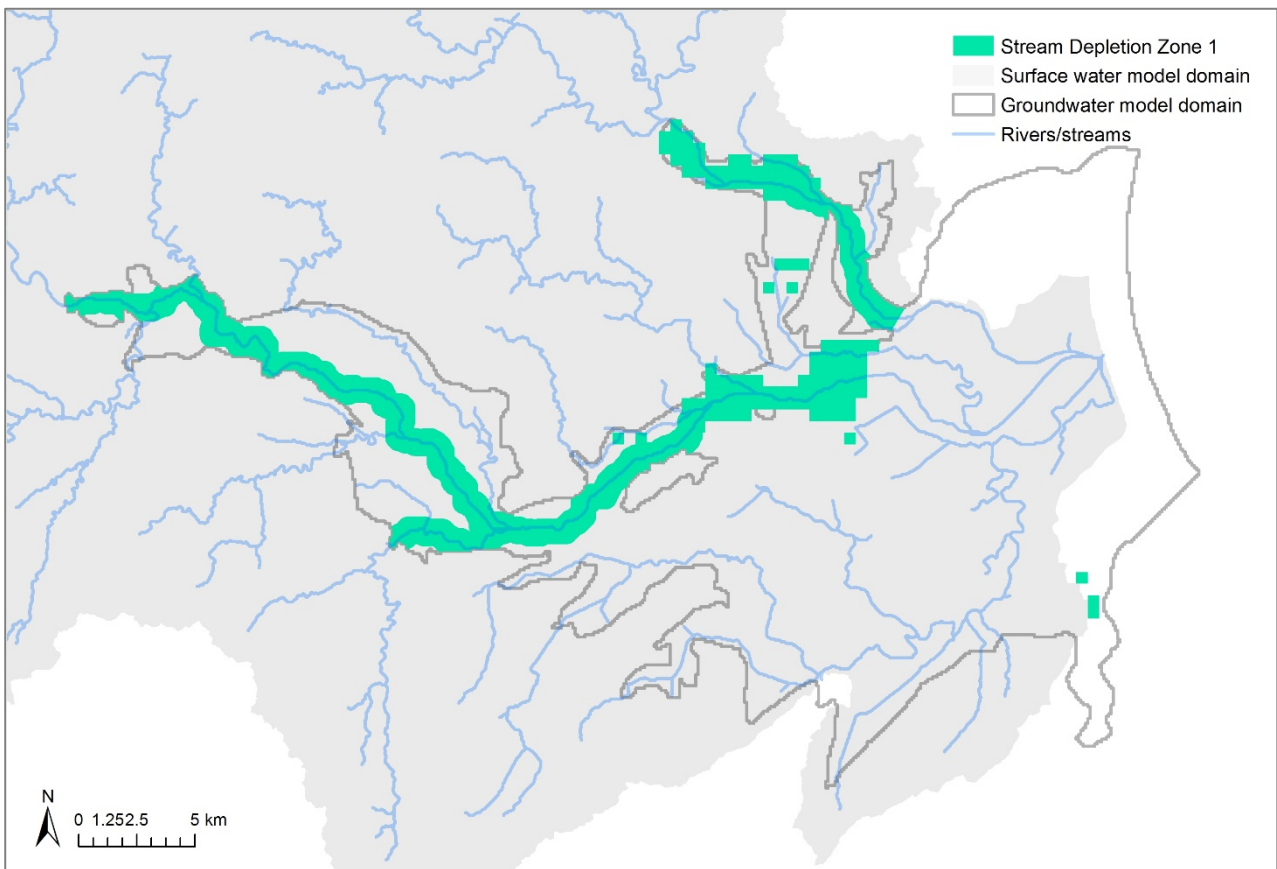 Stream Depletion Zone 1
Surface water model domain
Groundwater model domain
Rivers/streams
N
0 1.252.5 5 km